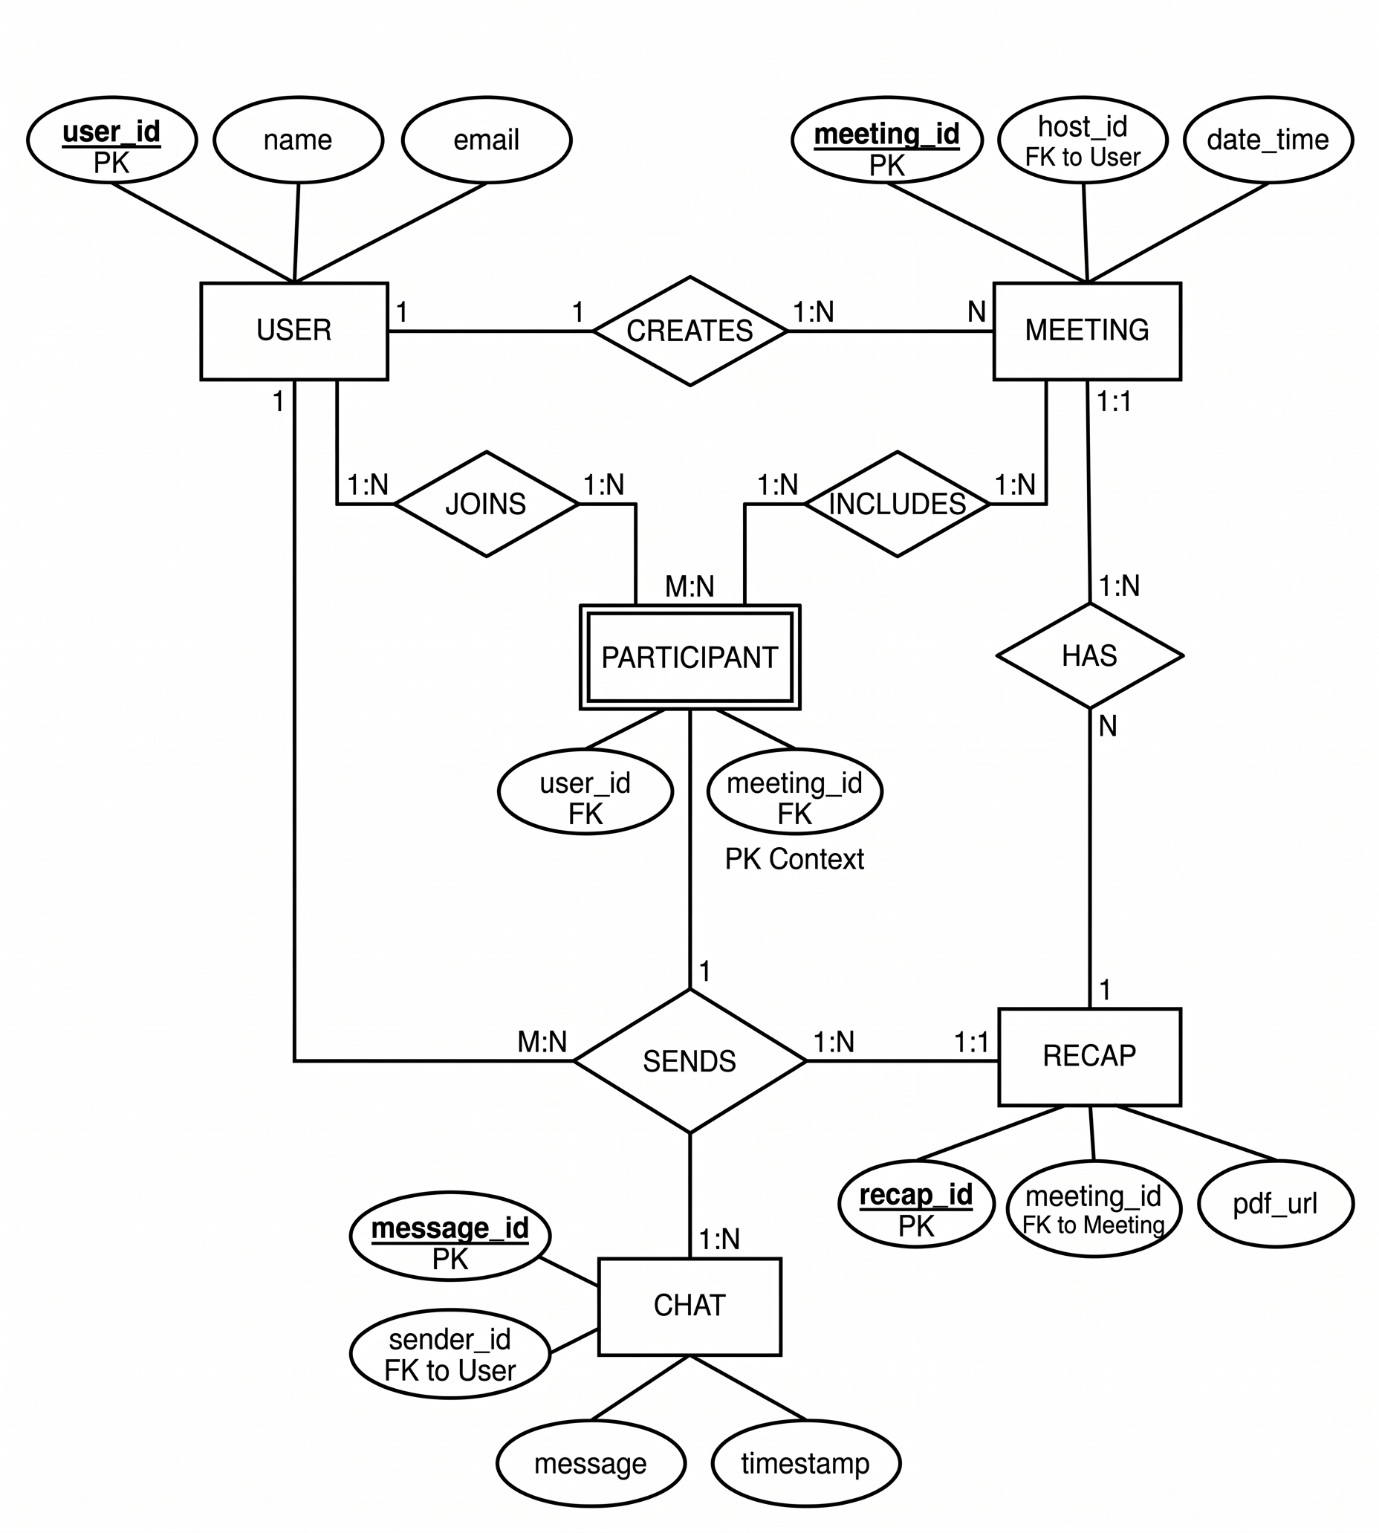 user_id
PK
name
email
meeting_id
PK
host_id
FK to User
date_time
USER
1
1
CREATES
1:N
N
MEETING
1
1:1
1:N
JOINS
1:N
1:N
INCLUDES
1:N
M:N
1:N
PARTICIPANT
HAS
N
user_id
FK
meeting_id
FK
PK Context
1
1
M:N
SENDS
1:N
1:1
RECAP
recap_id
PK
meeting_id
FK to Meeting
pdf_url
message_id
PK
1:N
CHAT
sender_id
FK to User
message
timestamp